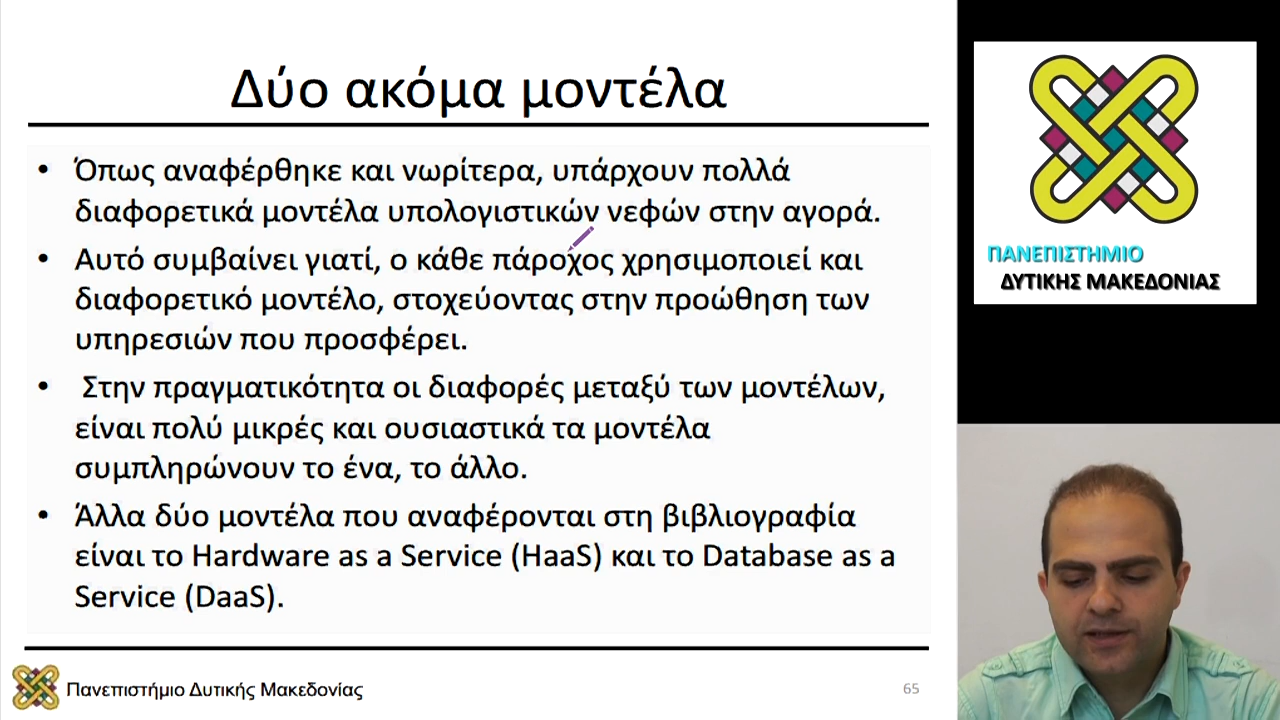 Δύο ακόμα μοντέλα
• Όπως αναφέρθηκε και νωρίτερα, υπάρχουν πολλά
διαφορετικά μοντέλα υπολογιστικών νεφών στην αγορά.
• Αυτό συμβαίνει γιατί, ο κάθε πάροχος χρησιμοποιεί και
διαφορετικό μοντέλο, στοχεύοντας στην προώθηση των
υπηρεσιών που προσφέρει.
• Στην πραγματικότητα οι διαφορές μεταξύ των μοντέλων,
είναι πολύ μικρές και ουσιαστικά τα μοντέλα
συμπληρώνουν το ένα, το άλλο.
• Άλλα δύο μοντέλα που αναφέρονται στη βιβλιογραφία
είναι το Hardware as a Service (HaaS) και το Database as a
Service (DaaS).
Πανεπιστήμιο Δυτικής Μακεδονίας
65
ΠΑΝΕΠΙΣΤΗΜΙΟ
ΔΥΤΙΚΗΣ ΜΑΚΕΔΟΝΙΑΣ